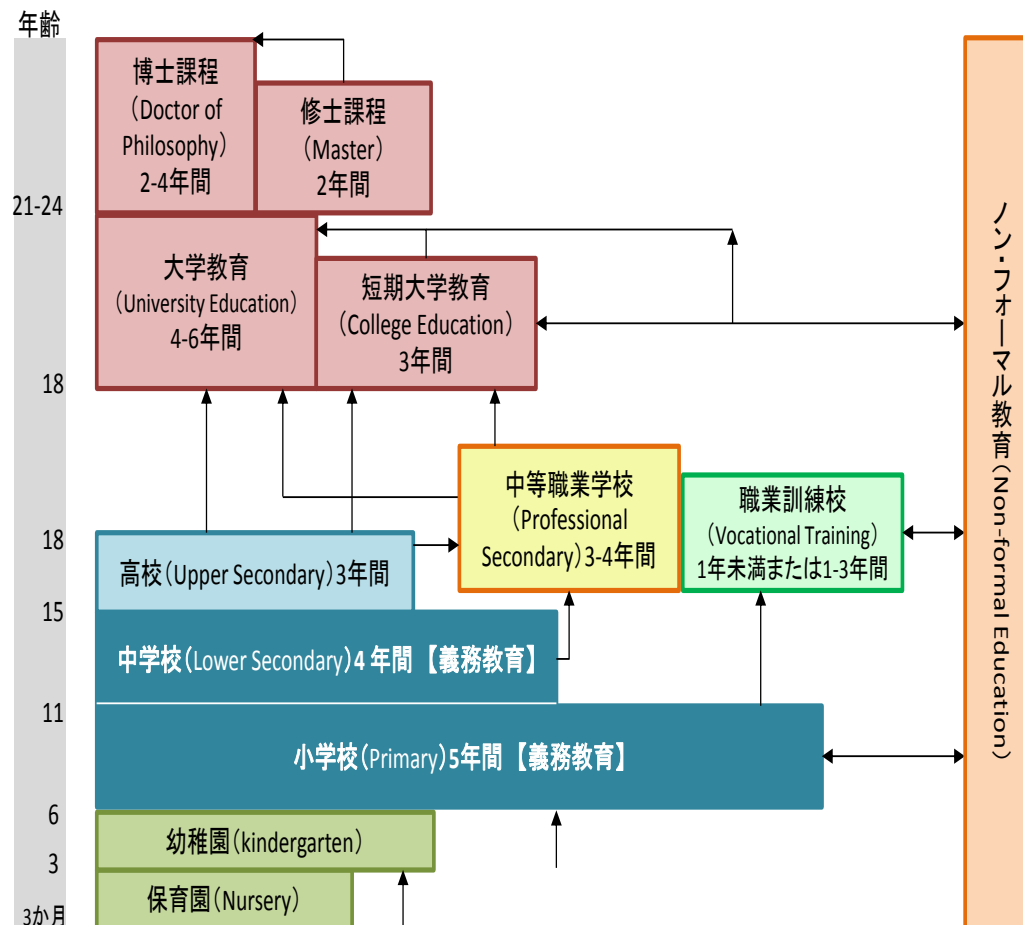 年齢
博士課程
(Doctor of
Philosophy)
2-4年間
修士課程
(Master)
2年間
21-24
大学教育
(University Education)
4-6年間
短期大学教育
(College Education)
3年間
18
中等職業学校
(Professional
Secondary)3-4年間
職業訓練校
(Vocational Training)
1年未満または1-3年間
18
高校(Upper Secondary)3年間
15
中学校(Lower Secondary)4 年間 【義務教育】
11
小学校(Primary)5年間 【義務教育】
6
幼稚園(kindergarten)
3
保育園(Nursery)
3か月
ノン・フォーマル教育(Non-formal Education)